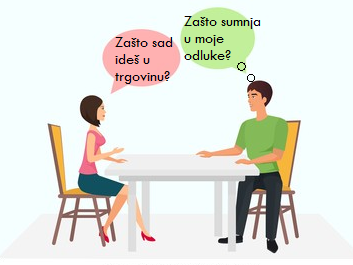 Zašto sad
ideš u
trgovinu?
Zašto sumnja
u moje
odluke?